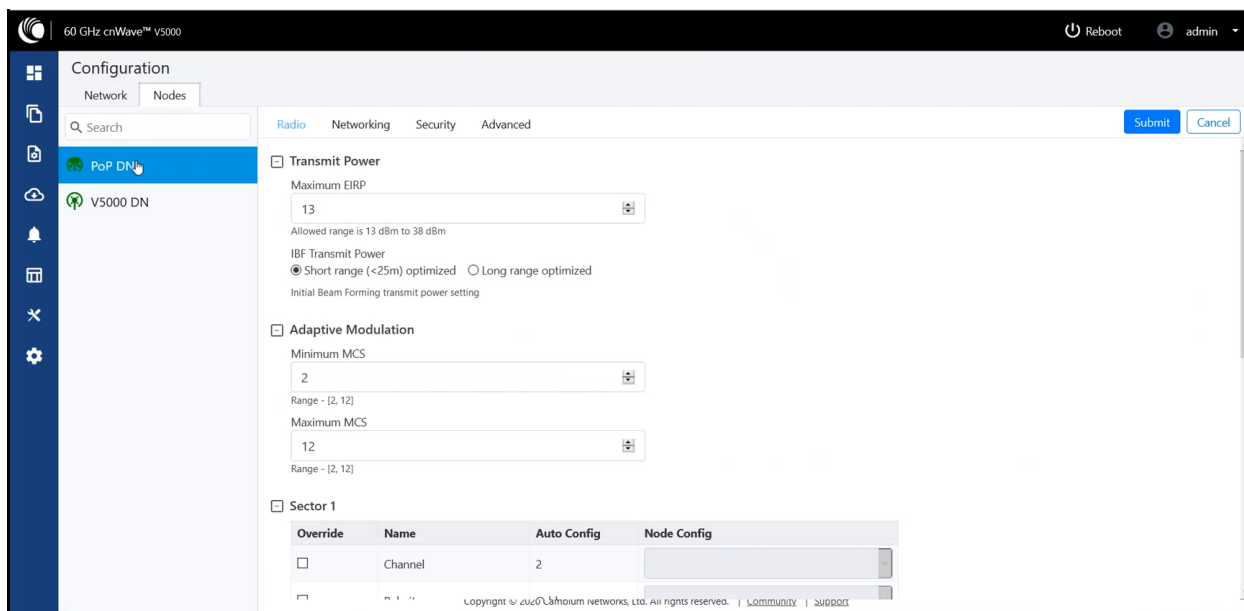 60 GHz cnWave™ V5000
Reboot
admin
Configuration
Network Nodes
Search
Radio Networking Security Advanced
Submit Cancel
PoP DN
V5000 DN
Transmit Power
Maximum EIRP
13
Allowed range is 13 dBm to 38 dBm
IBF Transmit Power
Short range (<25m) optimized Long range optimized
Initial Beam Forming transmit power setting
Adaptive Modulation
Minimum MCS
2
Range - [2, 12]
Maximum MCS
12
Range - [2, 12]
Sector 1
Override Name Auto Config Node Config
Channel 2
Copyright © 2020 Cambium Networks, Ltd. All rights reserved. | Community | Support